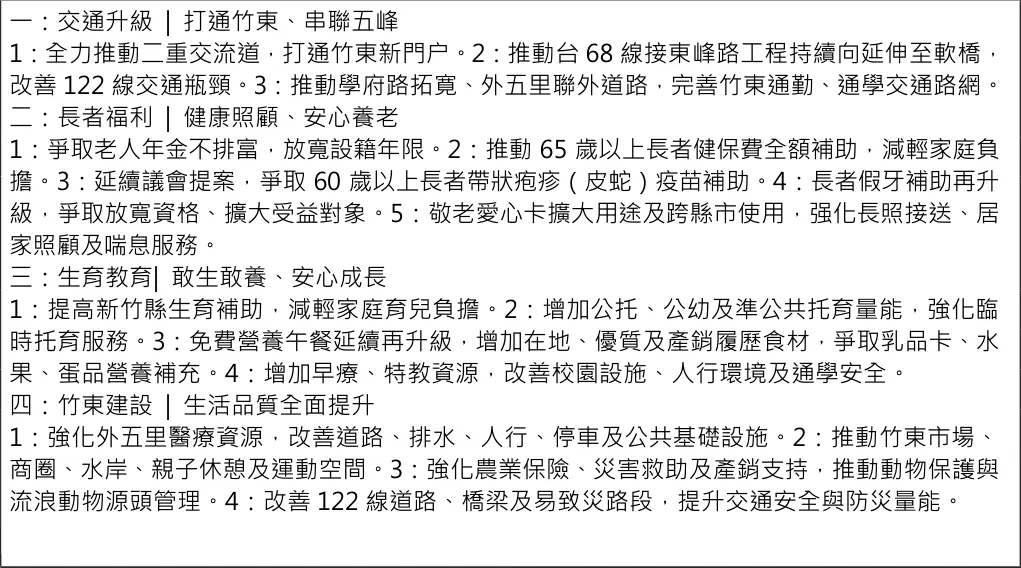 一：交通升級 | 打通竹東、串聯五峰
1：全力推動二重交流道，打通竹東新門户。2：推動台 68 線接東峰路工程持續向延伸至軟橋，
改善 122 線交通瓶頸。3：推動學府路拓寬、外五里聯外道路，完善竹東通勤、通學交通路網。
二：長者福利 | 健康照顧、安心養老
1：爭取老人年金不排富，放寬設籍年限。2：推動 65 歲以上長者健保費全額補助，減輕家庭負
擔。3：延續議會提案，爭取 60 歲以上長者帶狀疱疹（皮蛇）疫苗補助。4：長者假牙補助再升
級，爭取放寬資格、擴大受益對象。5：敬老愛心卡擴大用途及跨縣市使用，强化長照接送、居
家照顧及喘息服務。
三：生育教育| 敢生敢養、安心成長
1：提高新竹縣生育補助，減輕家庭育兒負擔。2：增加公托、公幼及準公共托育量能，強化臨
時托育服務。3：免費營養午餐延續再升級，增加在地、優質及產銷履歷食材，爭取乳品卡、水
果、蛋品營養補充。4：增加早療、特教資源，改善校園設施、人行環境及通學安全。
四：竹東建設 | 生活品質全面提升
1：強化外五里醫療資源，改善道路、排水、人行、停車及公共基礎設施。2：推動竹東市場、
商圈、水岸、親子休憩及運動空間。3：強化農業保險、災害救助及產銷支持，推動動物保護與
流浪動物源頭管理。4：改善 122 線道路、橋梁及易致災路段，提升交通安全與防災量能。